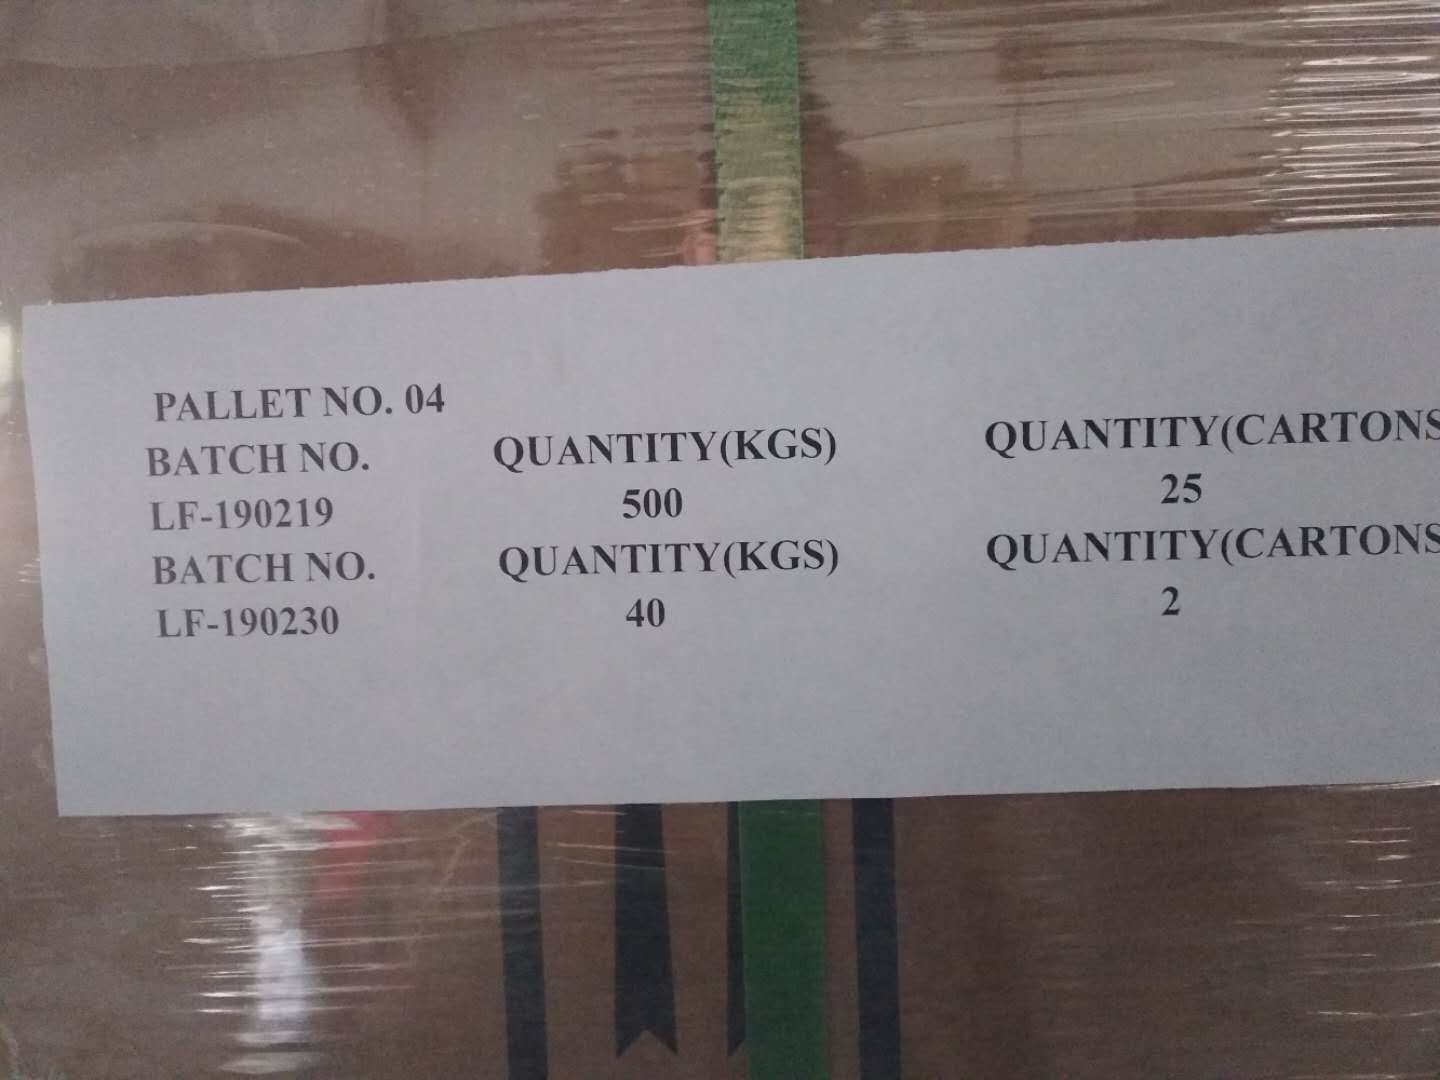 PALLET NO. 04
BATCH NO. QUANTITY(KGS) QUANTITY(CARTONS
LF-190219 500 25
BATCH NO. QUANTITY(KGS) QUANTITY(CARTONS
LF-190230 40 2